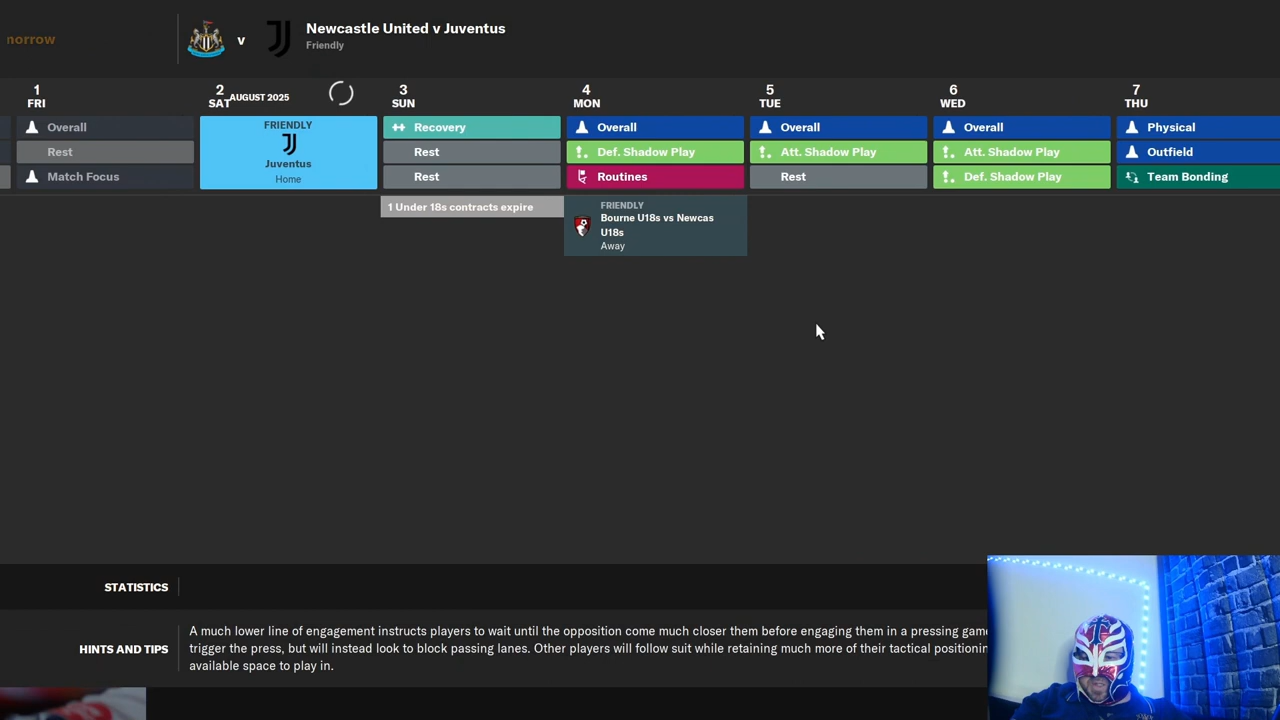 morrow
v
Newcastle United v Juventus
Friendly
1
FRI
2
SAT
AUGUST 2025
3
SUN
4
MON
5
TUE
6
WED
7
THU
Overall
Rest
Match Focus
FRIENDLY
Juventus
Home
Recovery
Rest
Rest
Overall
Def. Shadow Play
Routines
Overall
Att. Shadow Play
Rest
Overall
Att. Shadow Play
Def. Shadow Play
Physical
Outfield
Team Bonding
1 Under 18s contracts expire
FRIENDLY
Bourne U18s vs Newcas
U18s
Away
STATISTICS
HINTS AND TIPS
A much lower line of engagement instructs players to wait until the opposition come much closer them before engaging them in a pressing game
trigger the press, but will instead look to block passing lanes. Other players will follow suit while retaining much more of their tactical positionin
available space to play in.